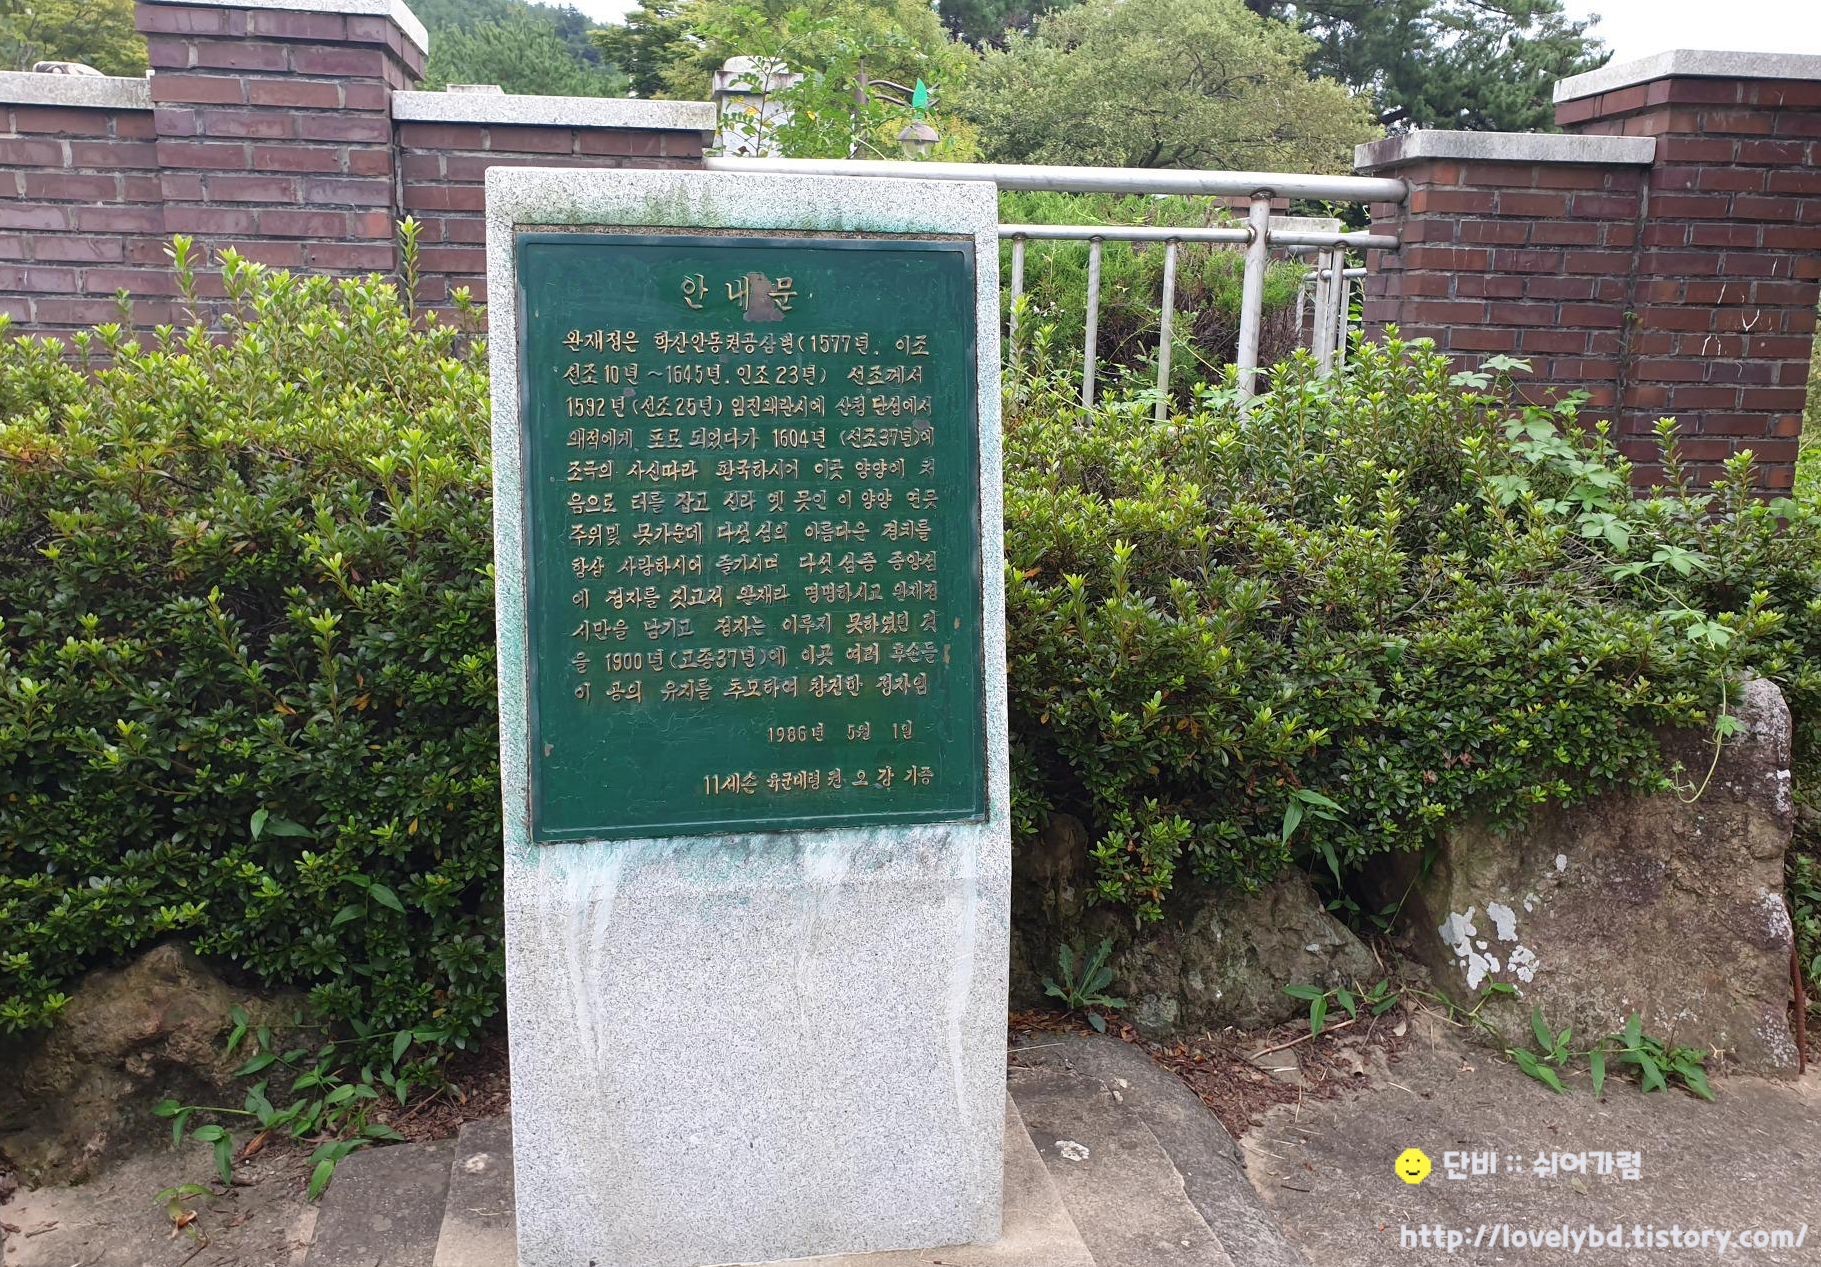 안내문
완재정은 학산안동권공삼변(1577년. 이조
선조10년 ~1645년. 인조23년) 선조께서
1592년(선조25년) 임진왜란시에 산청 단성에서
왜적에게 포로 되었다가 1604년 (선조37년)에
조국의 사신따라 환국하시어 이곳 양양에 처
음으로 터를 잡고 신라 옛 못인 이 양양 연못
주위및 못가운데 다섯섬의 아름다운 경치를
항상 사랑하시어 즐기시며 다섯섬중 중앙섬
에 정자를 짓고저 완재라 명명하시고 완재정
시만을 남기고 정자는 이루지 못하였던 것
을 1900년(고종37년)에 이곳 여러 후손들
이 공의 유지를 추모하여 창건한 정자임
1986년 5월 1일
11세손 육군대령 권 오 강 기증
단비 :: 쉬어가렴
http://lovelybd.tistory.com/